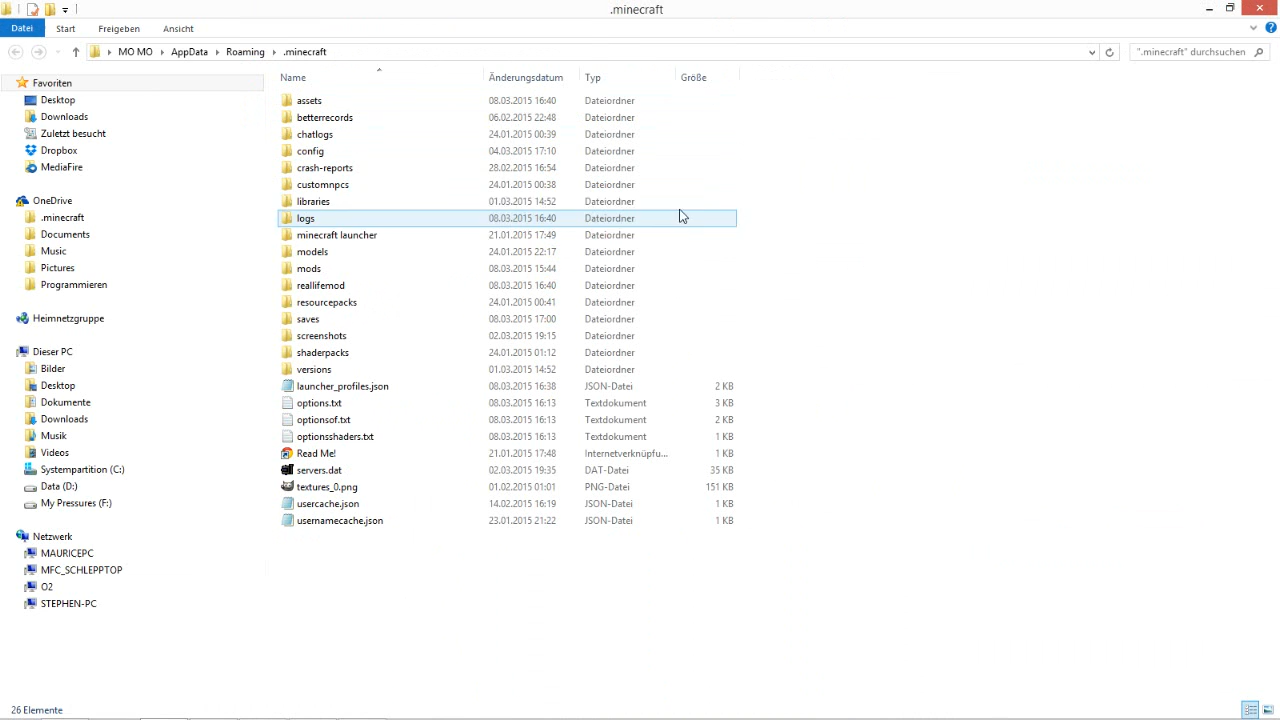 .minecraft
Datei Start Freigeben Ansicht
MO MO AppData Roaming .minecraft
".minecraft" durchsuchen
Favoriten
Desktop
Downloads
Zuletzt besucht
Dropbox
MediaFire
OneDrive
.minecraft
Documents
Music
Pictures
Programmieren
Heimnetzgruppe
Dieser PC
Bilder
Desktop
Dokumente
Downloads
Musik
Videos
Systempartition (C:)
Data (D:)
My Pressures (F:)
Netzwerk
MAURICEPC
MFC_SCHLEPPTOP
O2
STEPHEN-PC
Name Änderungsdatum Typ Größe
assets 08.03.2015 16:40 Dateiordner
betterrecords 06.02.2015 22:48 Dateiordner
chatlogs 24.01.2015 00:39 Dateiordner
config 04.03.2015 17:10 Dateiordner
crash-reports 28.02.2015 16:54 Dateiordner
customnpcs 24.01.2015 00:38 Dateiordner
libraries 01.03.2015 14:52 Dateiordner
logs 08.03.2015 16:40 Dateiordner
minecraft launcher 21.01.2015 17:49 Dateiordner
models 24.01.2015 22:17 Dateiordner
mods 08.03.2015 15:44 Dateiordner
reallifemod 08.03.2015 16:40 Dateiordner
resourcepacks 24.01.2015 00:41 Dateiordner
saves 08.03.2015 17:00 Dateiordner
screenshots 02.03.2015 19:15 Dateiordner
shaderpacks 24.01.2015 01:12 Dateiordner
versions 01.03.2015 14:52 Dateiordner
launcher_profiles.json 08.03.2015 16:38 JSON-Datei 2 KB
options.txt 08.03.2015 16:13 Textdokument 3 KB
optionsof.txt 08.03.2015 16:13 Textdokument 2 KB
optionsshaders.txt 08.03.2015 16:13 Textdokument 1 KB
Read Me! 21.01.2015 17:48 Internetverknüpfu... 1 KB
servers.dat 02.03.2015 19:35 DAT-Datei 35 KB
textures_0.png 01.02.2015 01:01 PNG-Datei 151 KB
usercache.json 14.02.2015 16:19 JSON-Datei 1 KB
usernamecache.json 23.01.2015 21:22 JSON-Datei 1 KB
26 Elemente